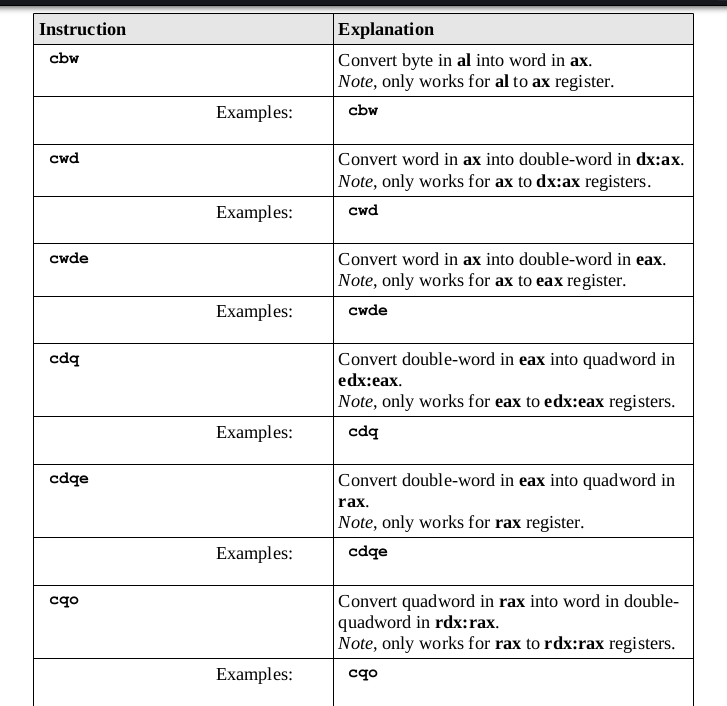 Instruction Explanation
cbw Convert byte in al into word in ax.
Note, only works for al to ax register.
Examples: cbw
cwd Convert word in ax into double-word in dx:ax.
Note, only works for ax to dx:ax registers.
Examples: cwd
cwde Convert word in ax into double-word in eax.
Note, only works for ax to eax register.
Examples: cwde
cdq Convert double-word in eax into quadword in
edx:eax.
Note, only works for eax to edx:eax registers.
Examples: cdq
cdqe Convert double-word in eax into quadword in
rax.
Note, only works for rax register.
Examples: cdqe
cqo Convert quadword in rax into word in double-
quadword in rdx:rax.
Note, only works for rax to rdx:rax registers.
Examples: cqo